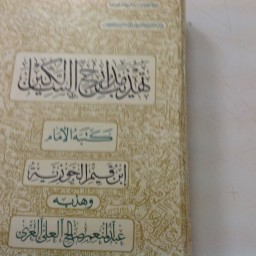 تهذيب مدارج السالكين
كتبه الإمام
ابن قيم الجوزية
وهذبه
عبد المنعم صالح العلي العزي